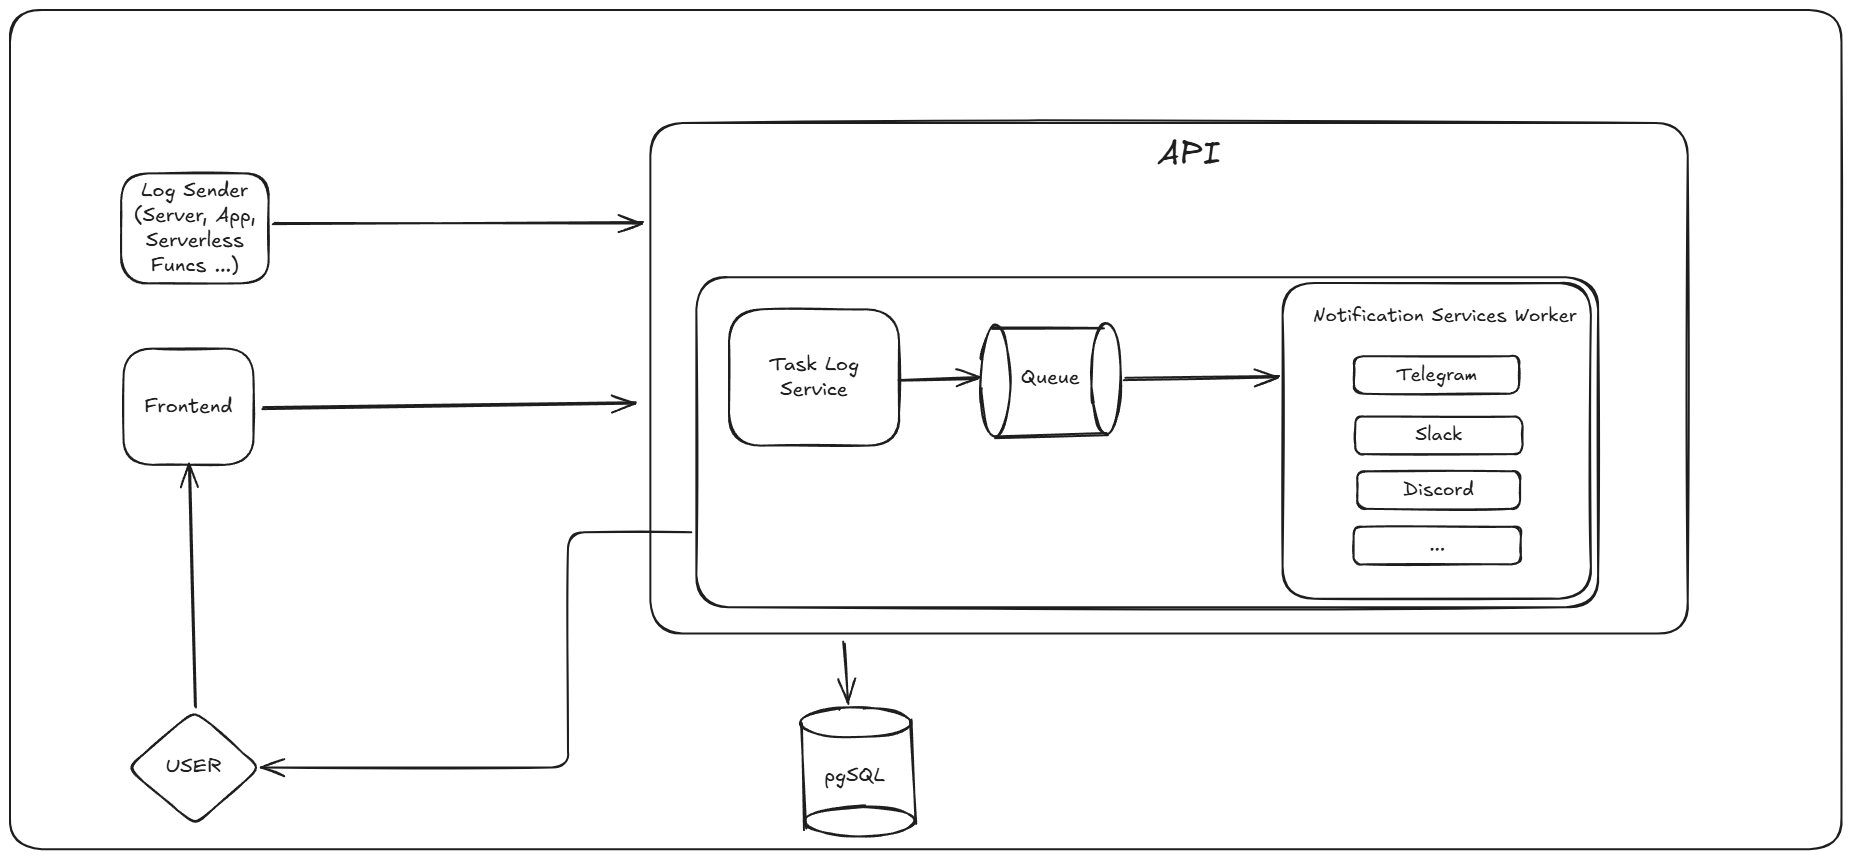 API
Log Sender
(Server, App,
Serverless
Funcs ...)
Notification Services Worker
Task Log
Service
Queue
Telegram
Frontend
Slack
Discord
...
USER
pgSQL